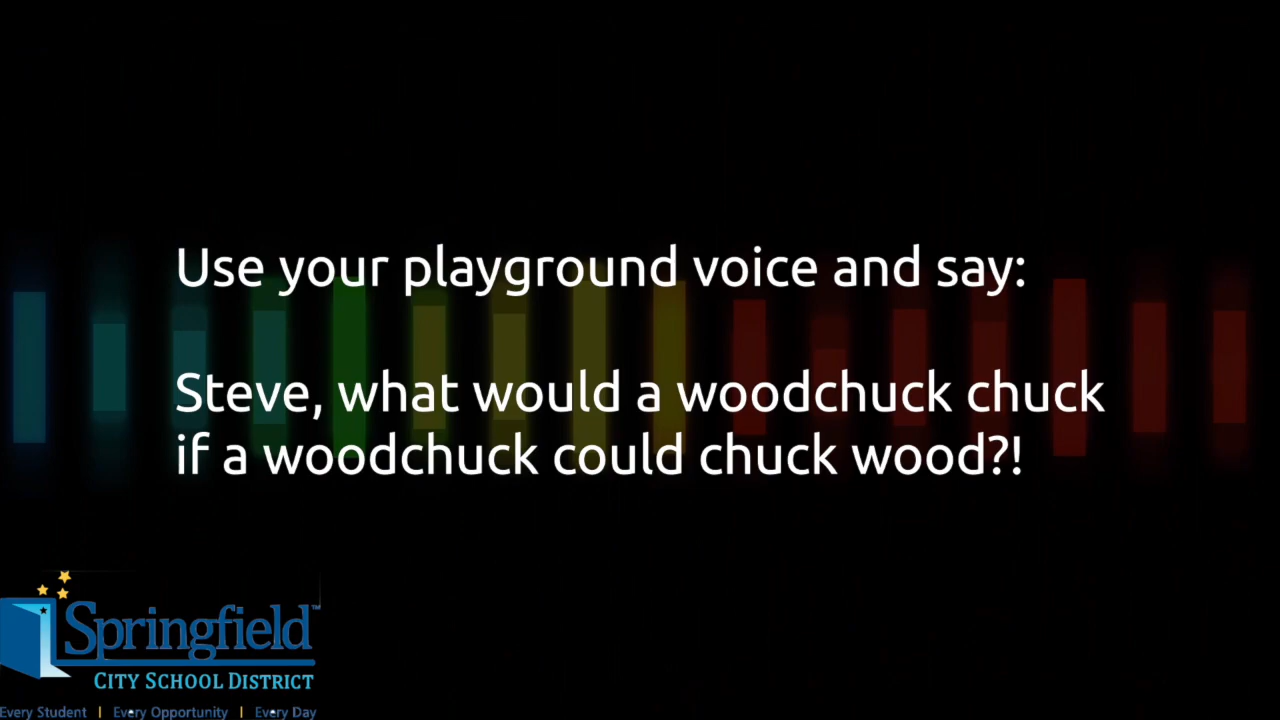 Use your playground voice and say:
Steve, what would a woodchuck chuck
if a woodchuck could chuck wood?!
Springfield™
CITY SCHOOL DISTRICT
Every Student | Every Opportunity | Every Day